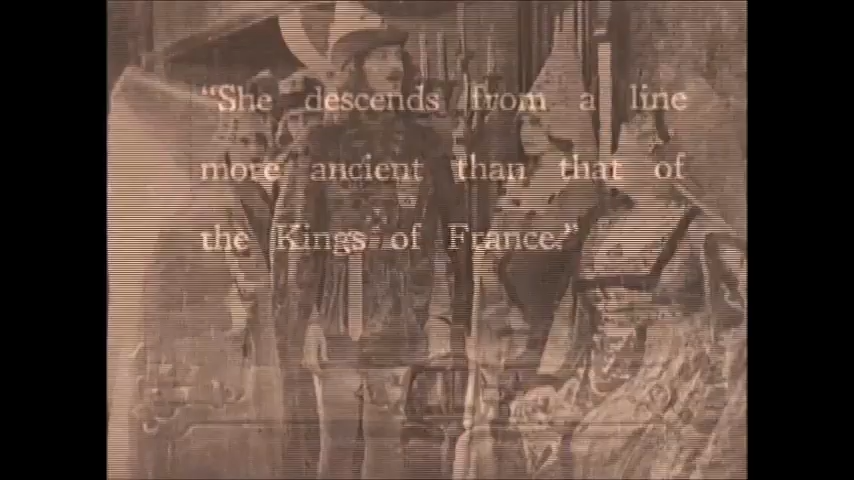 “She descends from a line
more ancient than that of
the Kings of France.”